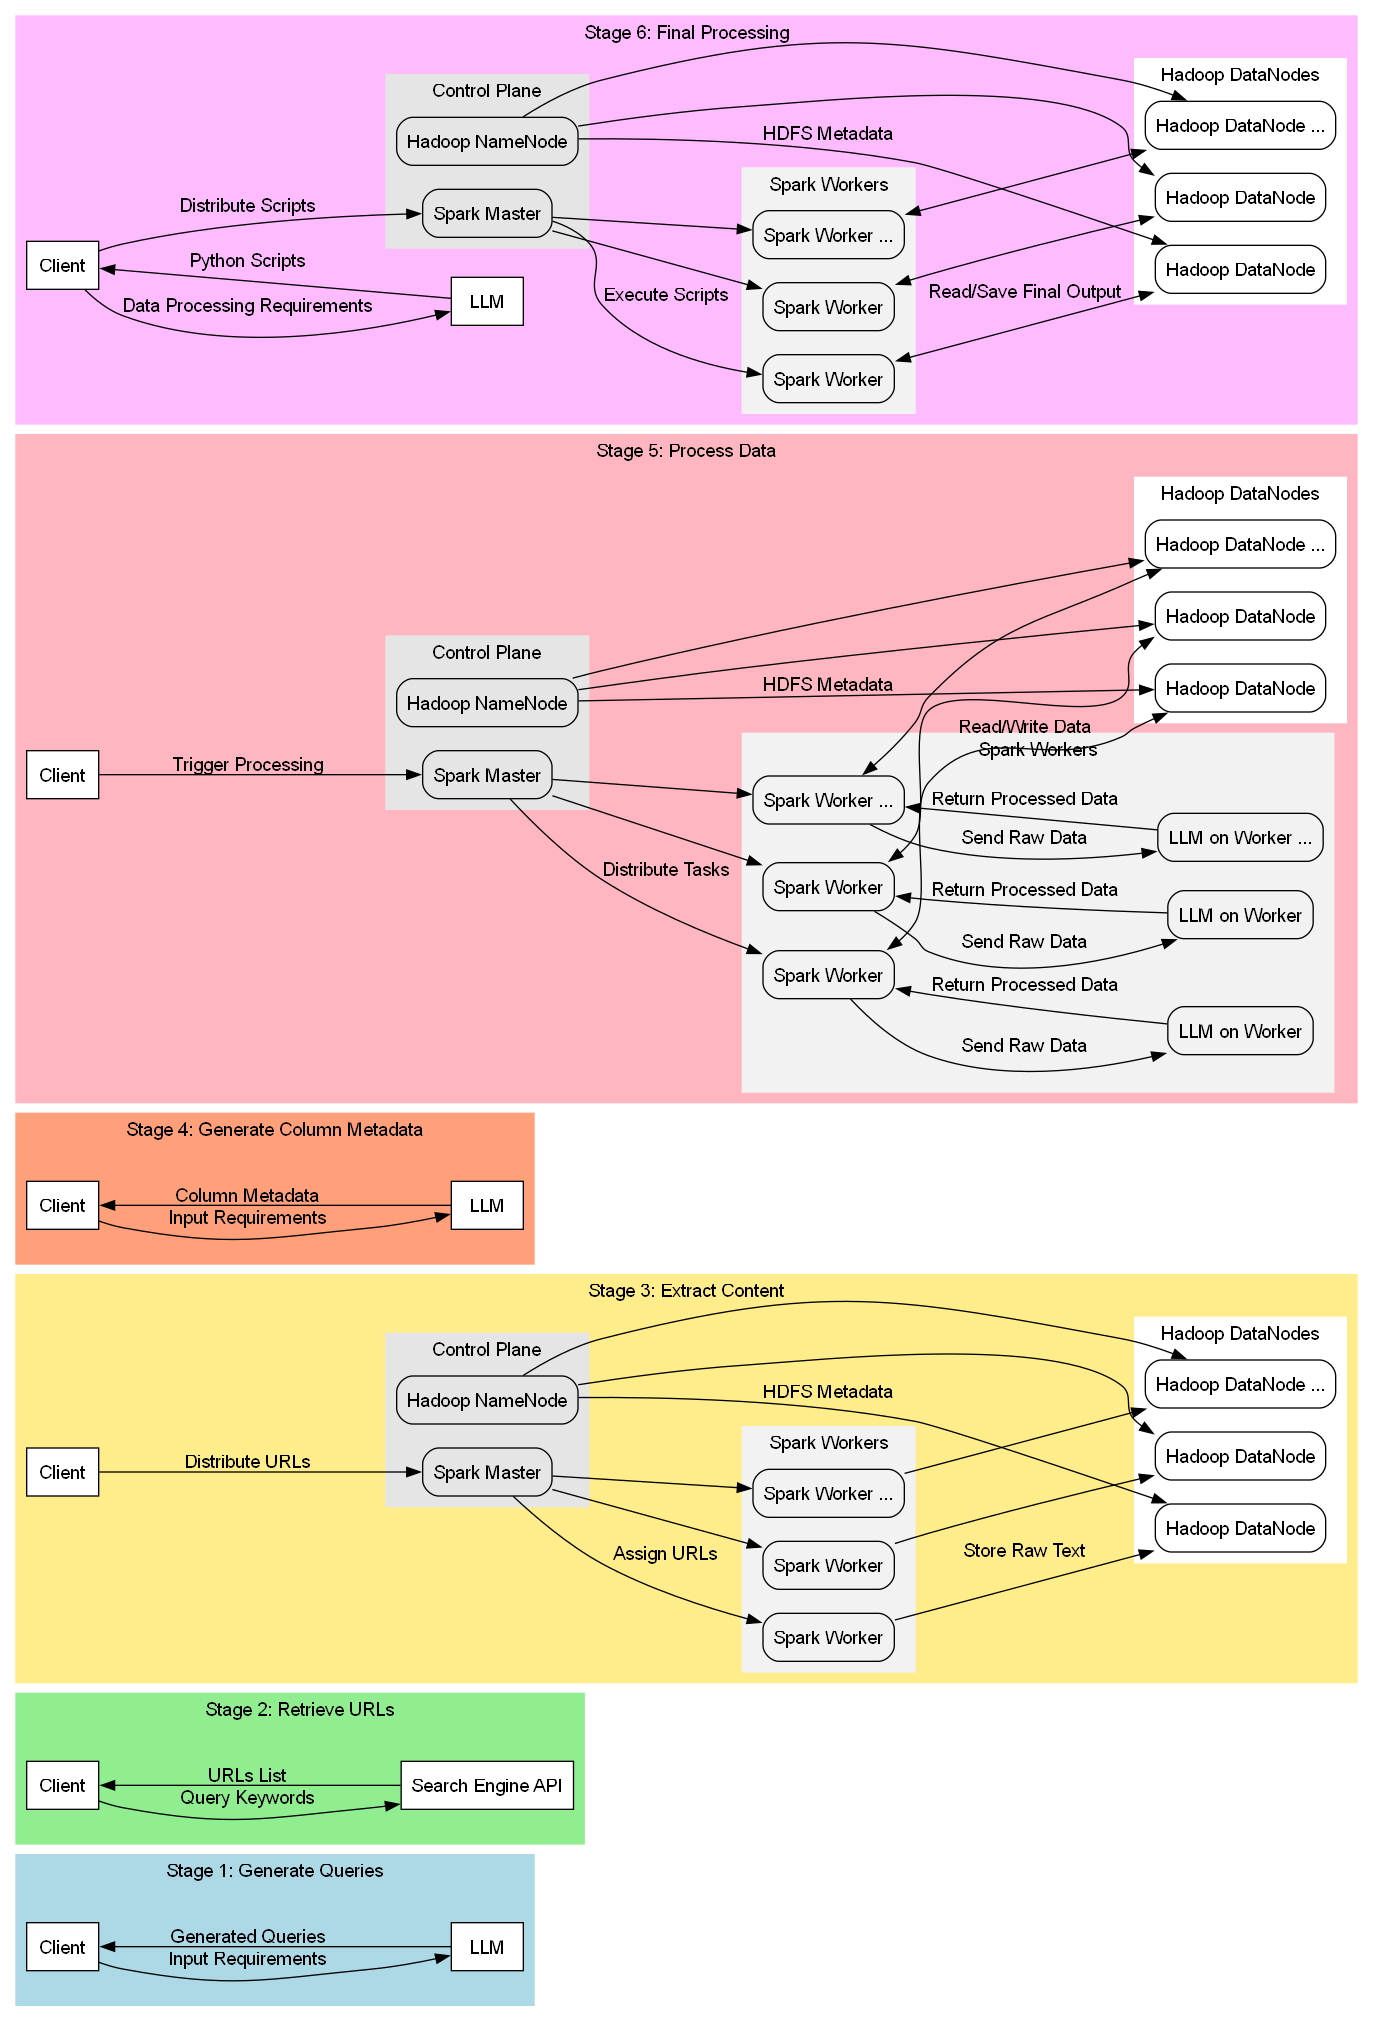 Stage 6: Final Processing
Hadoop DataNodes
Control Plane
Hadoop DataNode ...
HDFS Metadata
Hadoop NameNode
Spark Workers
Hadoop DataNode
Distribute Scripts
Spark Master
Spark Worker ...
Client
Python Scripts
Hadoop DataNode
Data Processing Requirements
LLM
Execute Scripts
Spark Worker
Read/Save Final Output
Spark Worker
Stage 5: Process Data
Hadoop DataNodes
Hadoop DataNode ...
Hadoop DataNode
Control Plane
HDFS Metadata
Hadoop NameNode
Hadoop DataNode
Read/Write Data
Spark Workers
Client
Trigger Processing
Spark Master
Spark Worker ...
Return Processed Data
Send Raw Data
LLM on Worker ...
Distribute Tasks
Spark Worker
Return Processed Data
LLM on Worker
Send Raw Data
Spark Worker
Return Processed Data
LLM on Worker
Send Raw Data
Stage 4: Generate Column Metadata
Client
Column Metadata
Input Requirements
LLM
Stage 3: Extract Content
Hadoop DataNodes
Control Plane
Hadoop DataNode ...
HDFS Metadata
Hadoop NameNode
Spark Workers
Hadoop DataNode
Client
Distribute URLs
Spark Master
Spark Worker ...
Hadoop DataNode
Assign URLs
Store Raw Text
Spark Worker
Spark Worker
Stage 2: Retrieve URLs
Client
URLs List
Query Keywords
Search Engine API
Stage 1: Generate Queries
Client
Generated Queries
Input Requirements
LLM